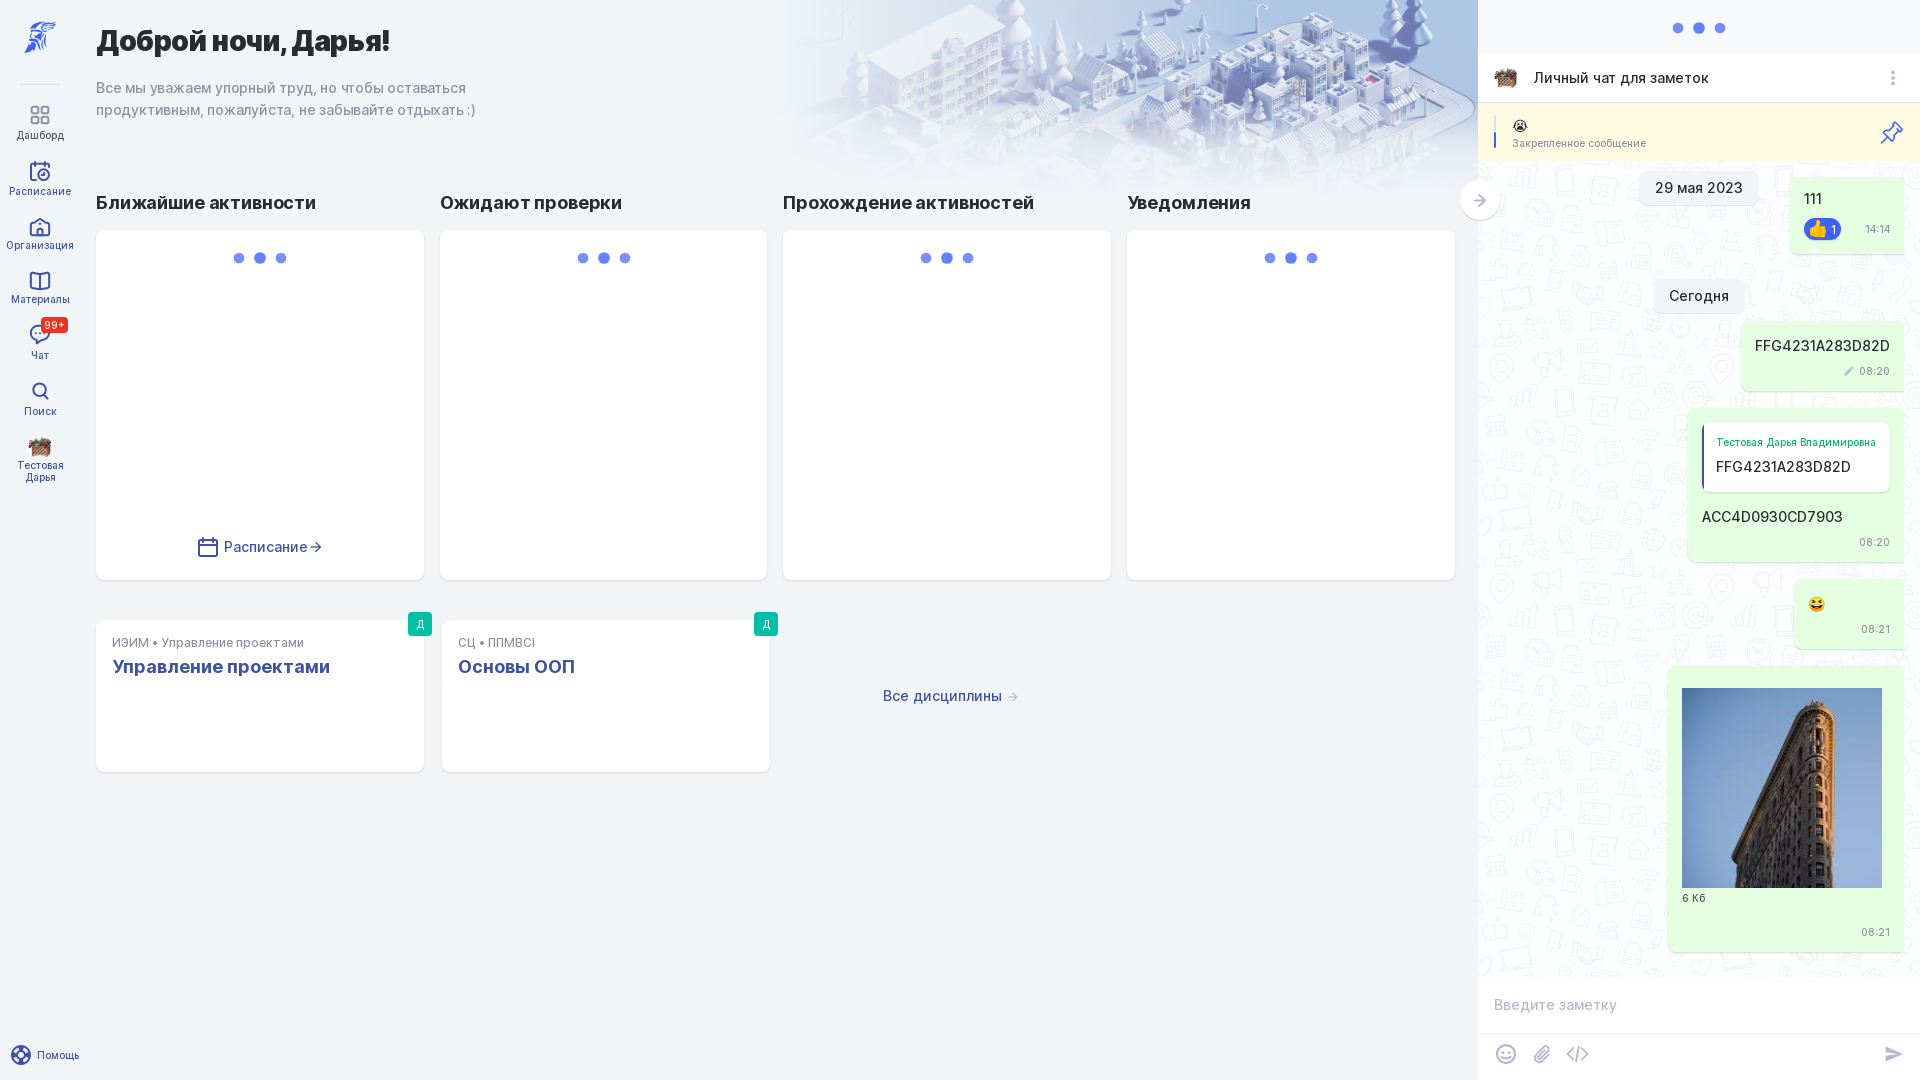 Дашборд
Расписание
Организация
Материалы
99+
Чат
Поиск
Тестовая
Дарья
Помощь
Доброй ночи, Дарья!
Все мы уважаем упорный труд, но чтобы оставаться
продуктивным, пожалуйста, не забывайте отдыхать :)
Ближайшие активности
Расписание
Ожидают проверки
Прохождение активностей
Уведомления
Д
ИЭИМ • Управление проектами
Управление проектами
Д
СЦ • ППМВСI
Основы ООП
Все дисциплины
Личный чат для заметок
Закрепленное сообщение
29 мая 2023
111
1
14:14
Сегодня
FFG4231A283D82D
08:20
Тестовая Дарья Владимировна
FFG4231A283D82D
ACC4D0930CD7903
08:20
08:21
6 Кб
08:21
Введите заметку